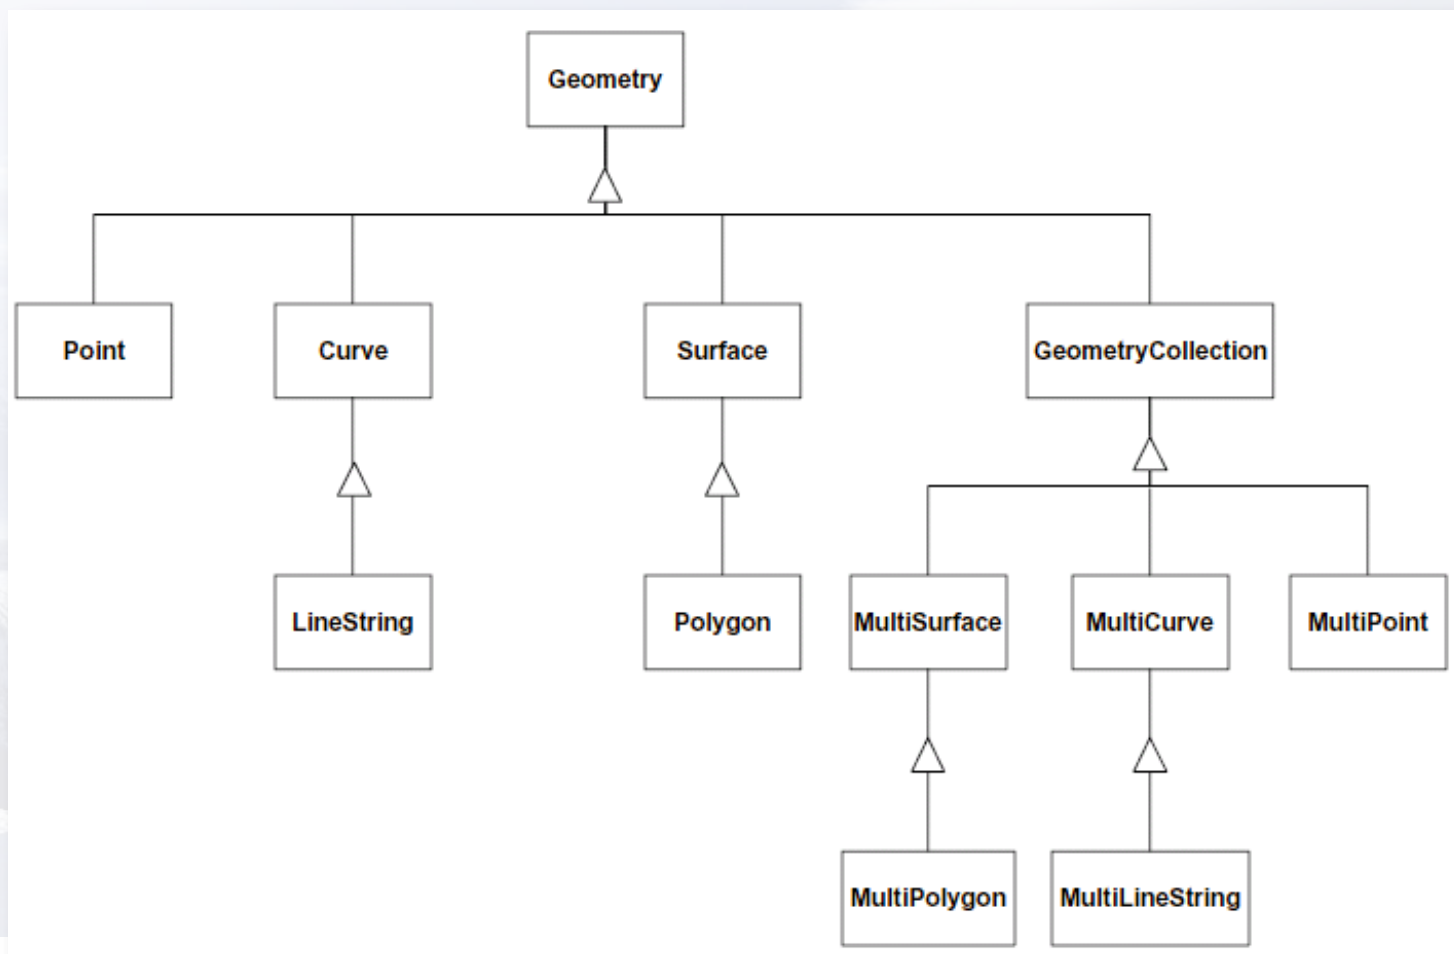 Geometry
Point
Curve
Surface
GeometryCollection
LineString
Polygon
MultiSurface
MultiCurve
MultiPoint
MultiPolygon
MultiLineString